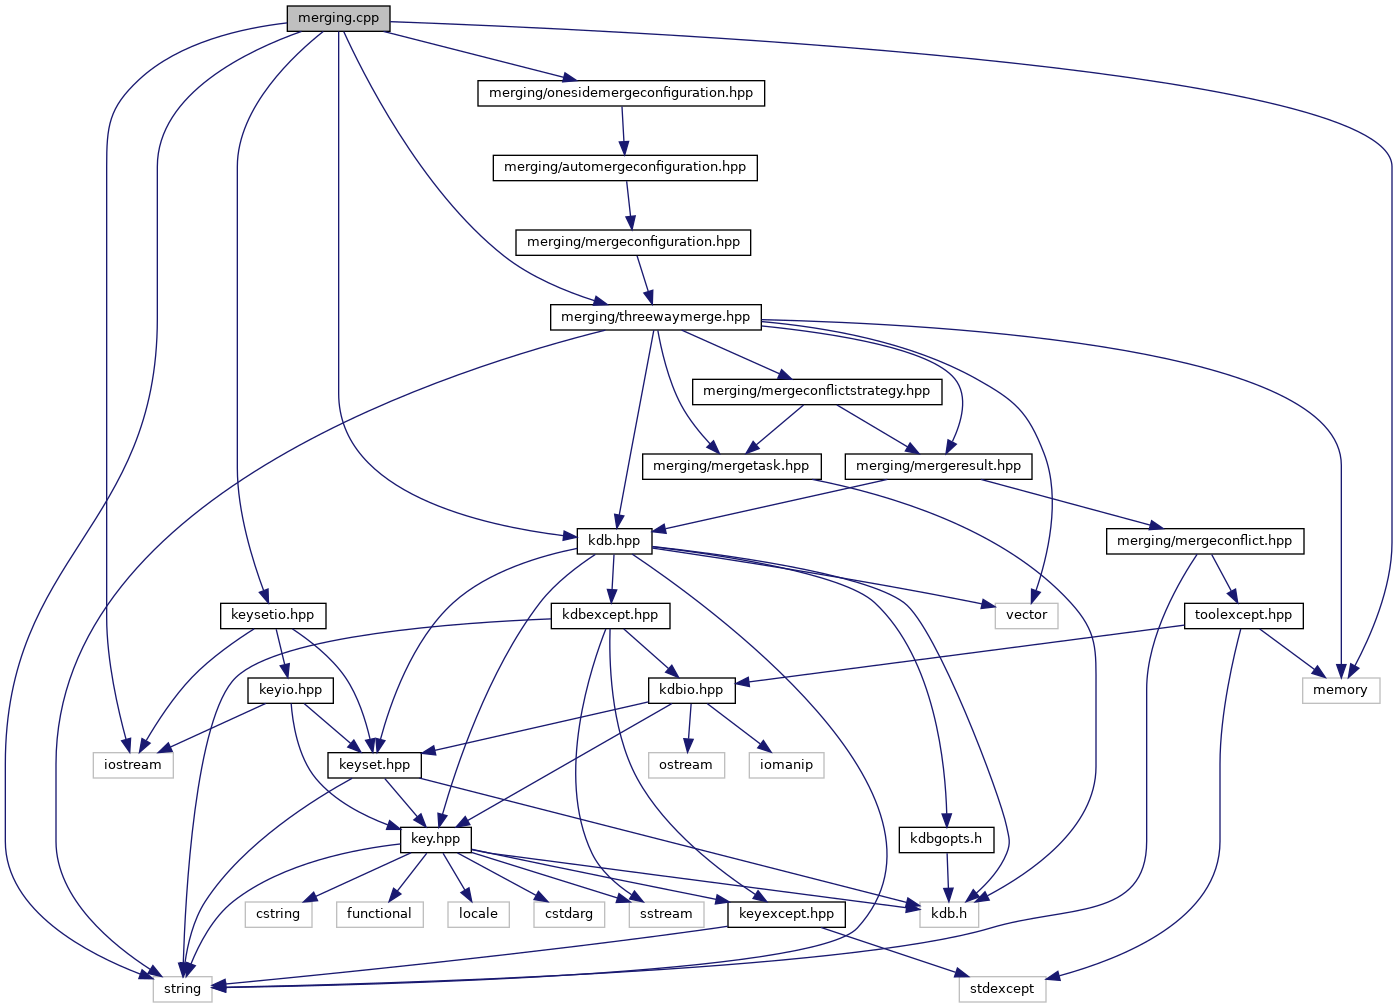 merging.cpp
merging/onesidemergeconfiguration.hpp
merging/automergeconfiguration.hpp
merging/mergeconfiguration.hpp
merging/threewaymerge.hpp
merging/mergeconflictstrategy.hpp
merging/mergetask.hpp
merging/mergeresult.hpp
kdb.hpp
merging/mergeconflict.hpp
keysetio.hpp
kdbexcept.hpp
vector
toolexcept.hpp
keyio.hpp
kdbio.hpp
memory
iostream
keyset.hpp
ostream
iomanip
key.hpp
kdbgopts.h
cstring
functional
locale
cstdarg
sstream
keyexcept.hpp
kdb.h
string
stdexcept